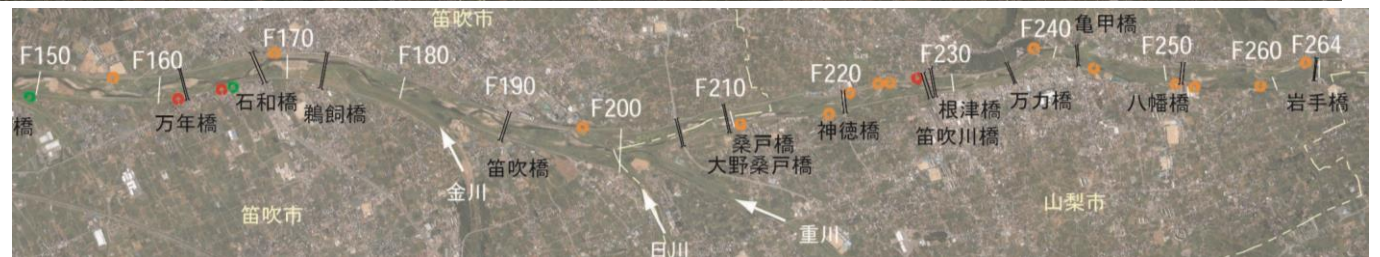 笛吹市
F150
F160
F170
F180
F190
F200
F210
F220
F230
F240
亀甲橋
F250
F260
F264
橋
万年橋
石和橋
鵜飼橋
笛吹橋
桑戸橋
大野桑戸橋
神徳橋
根津橋
笛吹川橋
万力橋
八幡橋
岩手橋
金川
日川
重川
笛吹市
山梨市